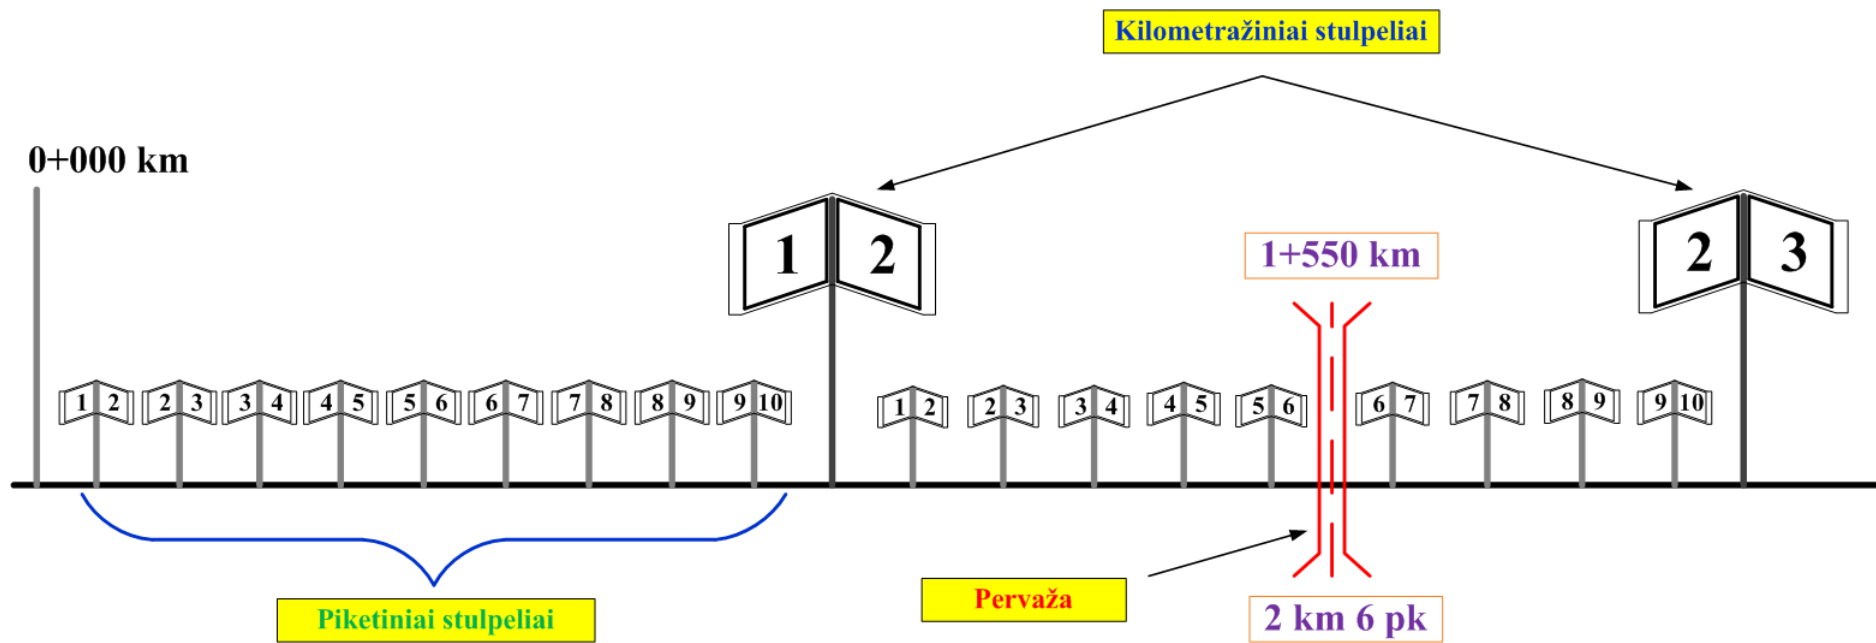 Kilometražiniai stulpeliai
0+000 km
1 2
2 3
1+550 km
1 2 2 3 3 4 4 5 5 6 6 7 7 8 8 9 9 10
1 2 2 3 3 4 4 5 5 6 6 7 7 8 8 9 9 10
Pervaža
Piketiniai stulpeliai
2 km 6 pk